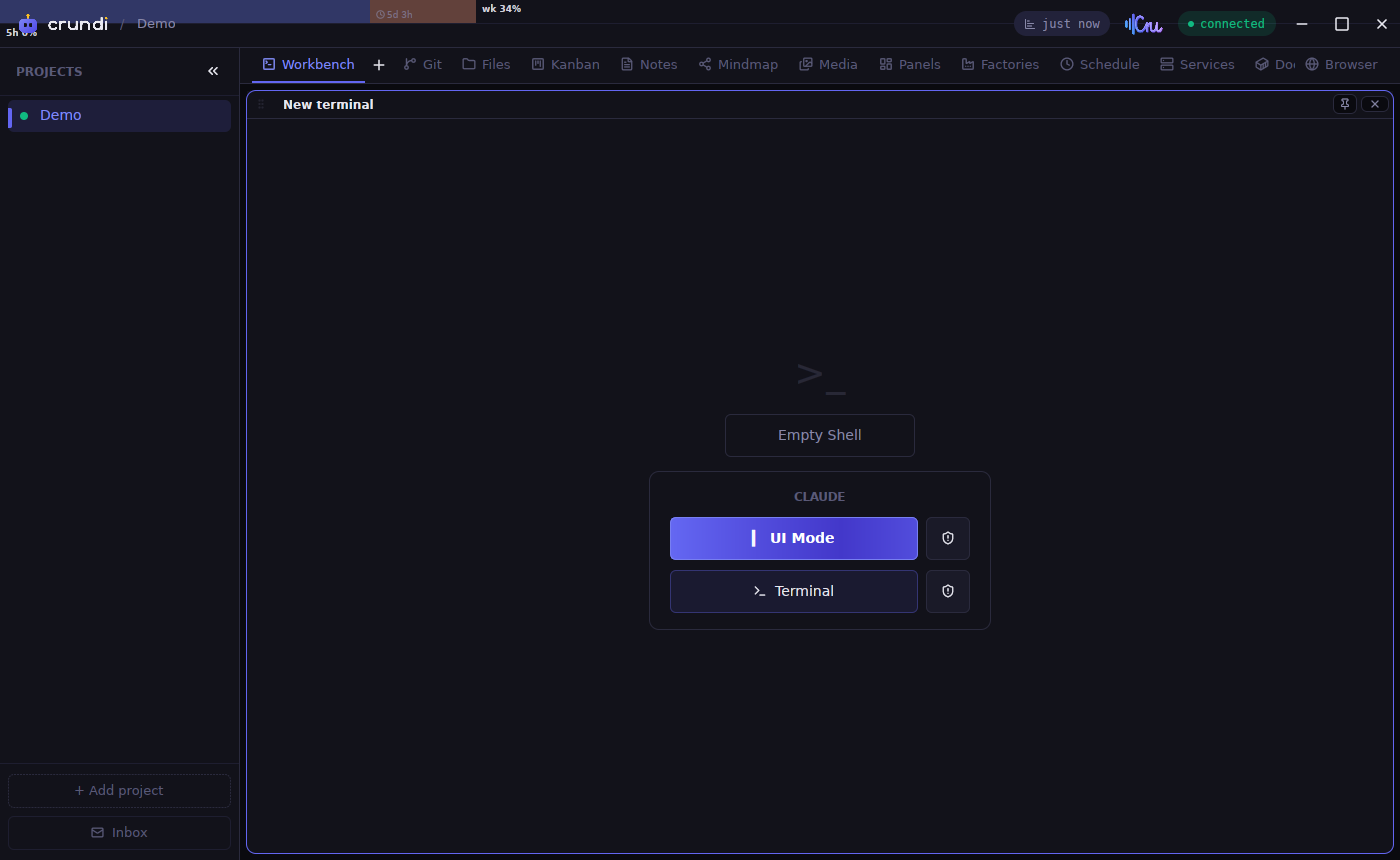 5d 3h
wk 34%
5h 0%
crundi / Demo
just now
Cru
connected
PROJECTS
Workbench
Git
Files
Kanban
Notes
Mindmap
Media
Panels
Factories
Schedule
Services
Doc
Browser
Demo
New terminal
>_
Empty Shell
CLAUDE
UI Mode
Terminal
+ Add project
Inbox